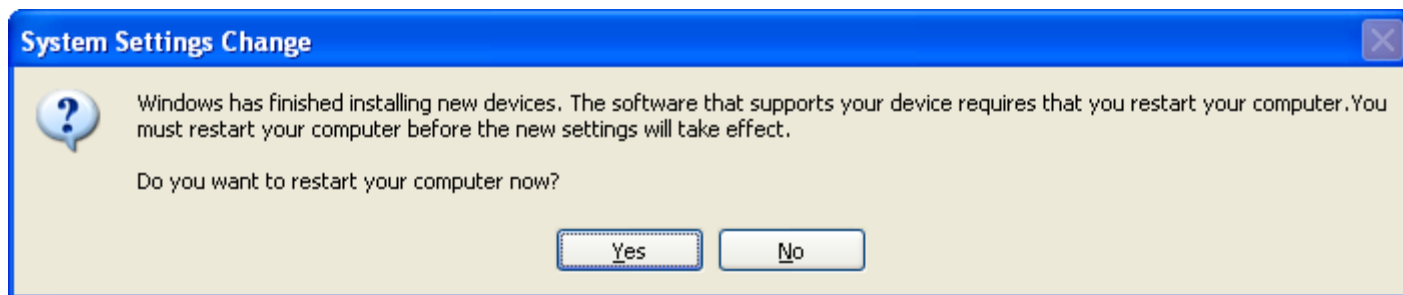 System Settings Change
Windows has finished installing new devices. The software that supports your device requires that you restart your computer.You
must restart your computer before the new settings will take effect.
Do you want to restart your computer now?
Yes No